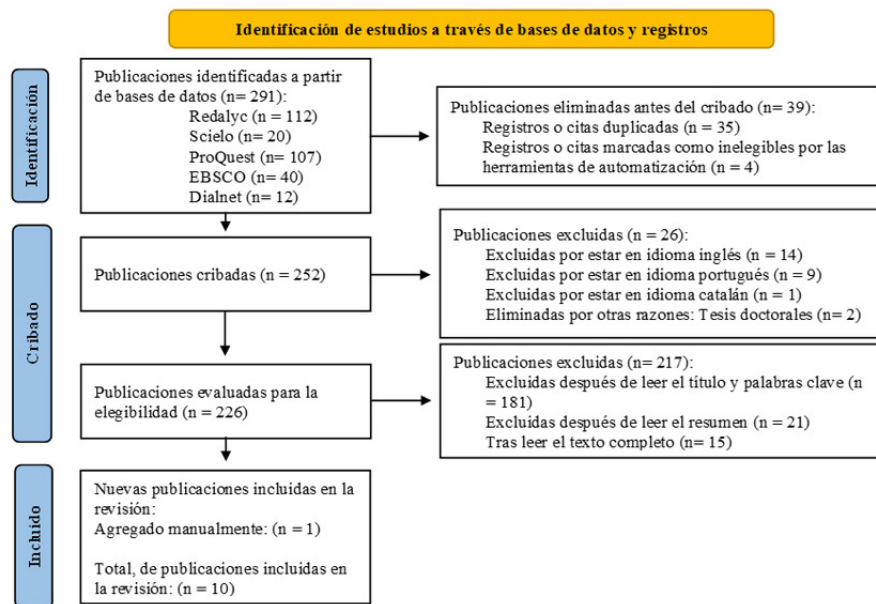 Identificación de estudios a través de bases de datos y registros
Identificación
Publicaciones identificadas a partir
de bases de datos (n= 291):
Redalyc (n = 112)
Scielo (n= 20)
ProQuest (n= 107)
EBSCO (n= 40)
Dialnet (n= 12)
Publicaciones eliminadas antes del cribado (n= 39):
Registros o citas duplicadas (n = 35)
Registros o citas marcadas como inelegibles por las
herramientas de automatización (n = 4)
Cribado
Publicaciones cribadas (n = 252)
Publicaciones excluidas (n = 26):
Excluidas por estar en idioma inglés (n = 14)
Excluidas por estar en idioma portugués (n = 9)
Excluidas por estar en idioma catalán (n = 1)
Eliminadas por otras razones: Tesis doctorales (n= 2)
Publicaciones evaluadas para la
elegibilidad (n = 226)
Publicaciones excluidas (n= 217):
Excluidas después de leer el título y palabras clave (n
= 181)
Excluidas después de leer el resumen (n = 21)
Tras leer el texto completo (n= 15)
Incluido
Nuevas publicaciones incluidas en la
revisión:
Agregado manualmente: (n = 1)
Total, de publicaciones incluidas en
la revisión: (n = 10)